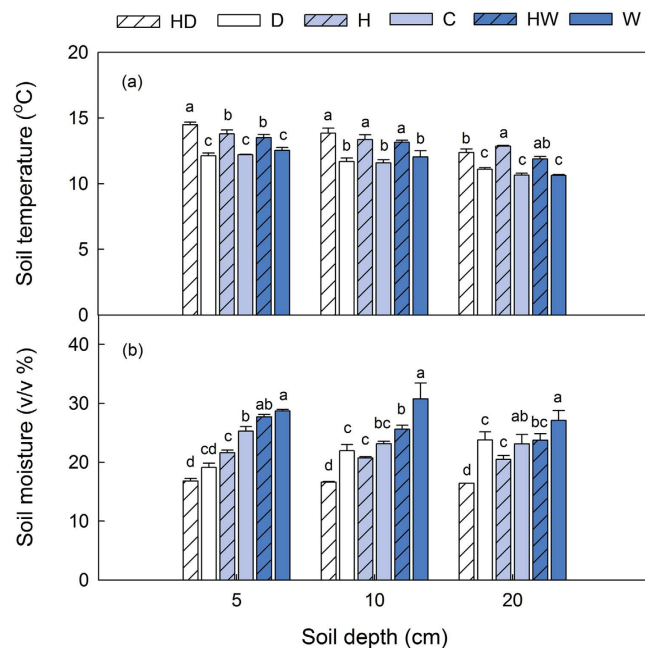 HD D H C HW W
Soil temperature (°C)
20
15
10
5
0
(a)
a c b c b c
a b a b a b
b c a c ab c
Soil moisture (v/v %)
40
30
20
10
0
(b)
d cd c b ab a
d c c bc b a
d c c ab bc a
5 10 20
Soil depth (cm)